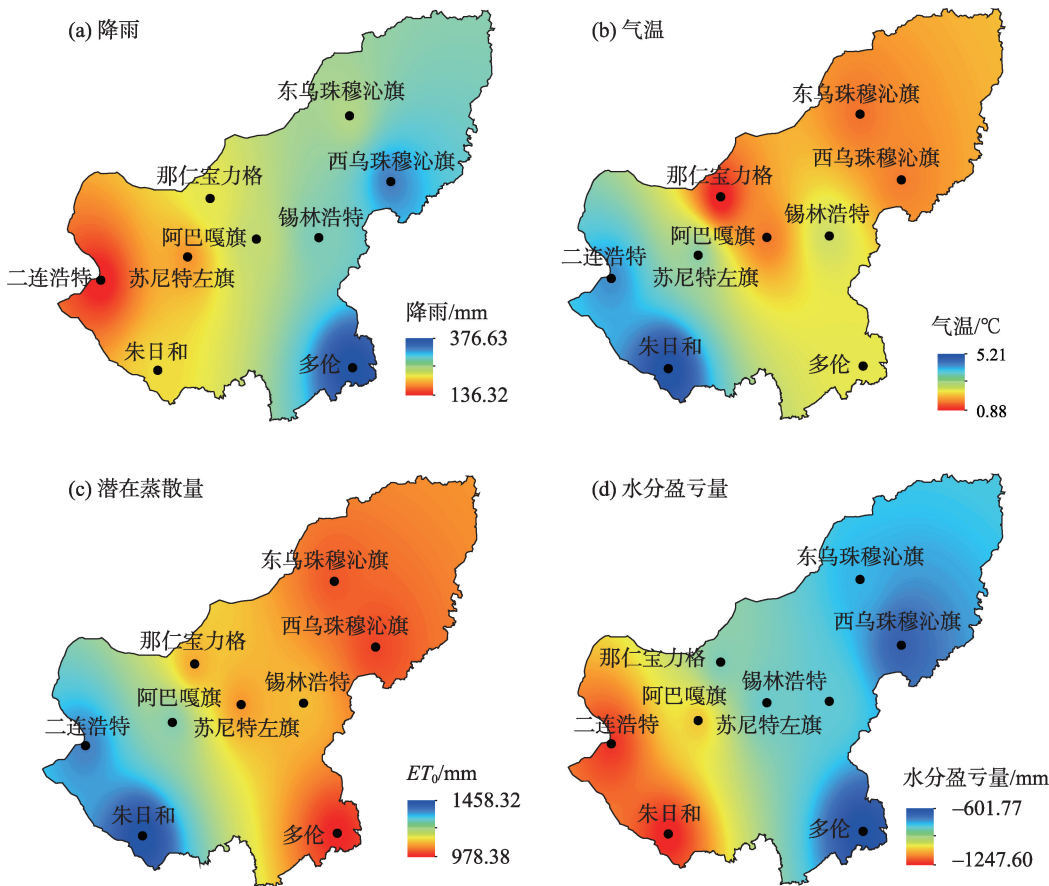 (a) 降雨
东乌珠穆沁旗
西乌珠穆沁旗
那仁宝力格
锡林浩特
阿巴嘎旗
二连浩特
苏尼特左旗
朱日和
多伦
降雨/mm
376.63
136.32
(b) 气温
东乌珠穆沁旗
西乌珠穆沁旗
那仁宝力格
锡林浩特
阿巴嘎旗
二连浩特
苏尼特左旗
朱日和
多伦
气温/℃
5.21
0.88
(c) 潜在蒸散量
东乌珠穆沁旗
西乌珠穆沁旗
那仁宝力格
锡林浩特
阿巴嘎旗
二连浩特
苏尼特左旗
朱日和
多伦
ET₀/mm
1458.32
978.38
(d) 水分盈亏量
东乌珠穆沁旗
西乌珠穆沁旗
那仁宝力格
锡林浩特
阿巴嘎旗
二连浩特
苏尼特左旗
朱日和
多伦
水分盈亏量/mm
–601.77
–1247.60